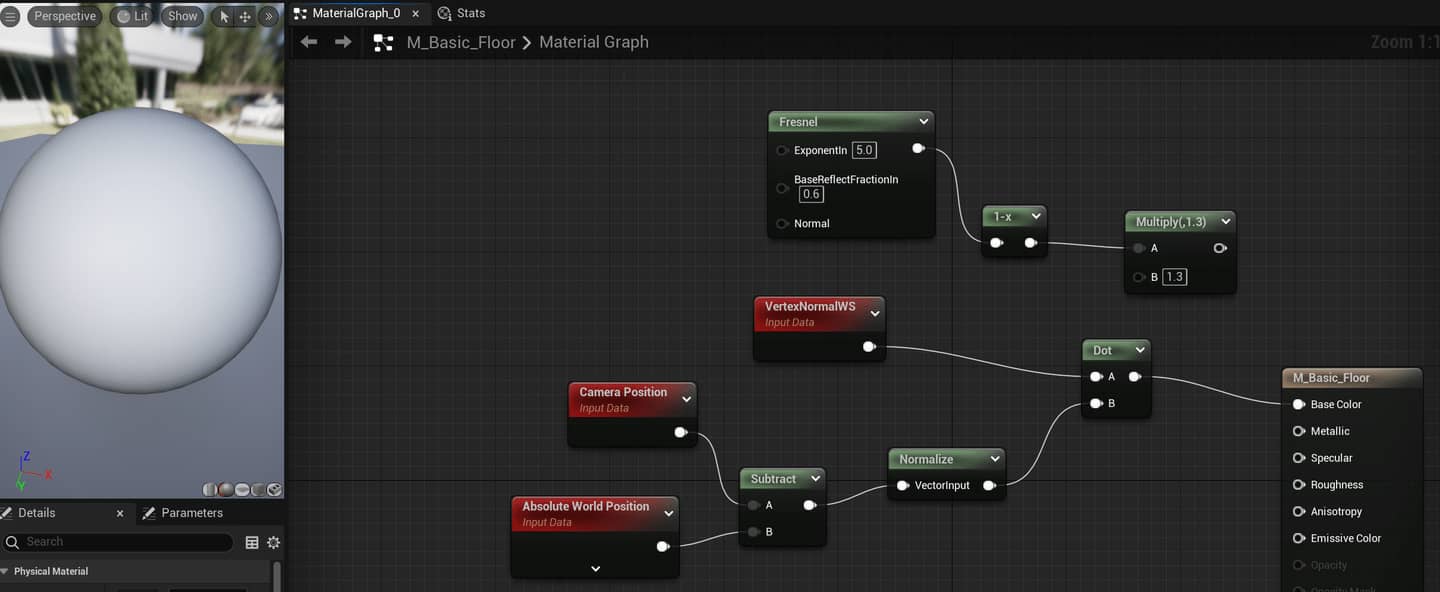 Perspective
Lit
Show
MaterialGraph_0
Stats
M_Basic_Floor
Material Graph
Zoom 1:1
Fresnel
ExponentIn 5.0
BaseReflectFractionIn
0.6
Normal
1-x
Multiply(,1.3)
A
B 1.3
VertexNormalWS
Input Data
Dot
A
B
Camera Position
Input Data
Subtract
A
B
Normalize
VectorInput
Absolute World Position
Input Data
M_Basic_Floor
Base Color
Metallic
Specular
Roughness
Anisotropy
Emissive Color
Opacity
Opacity Mask
Z
X
Y
Details
Parameters
Search
Physical Material